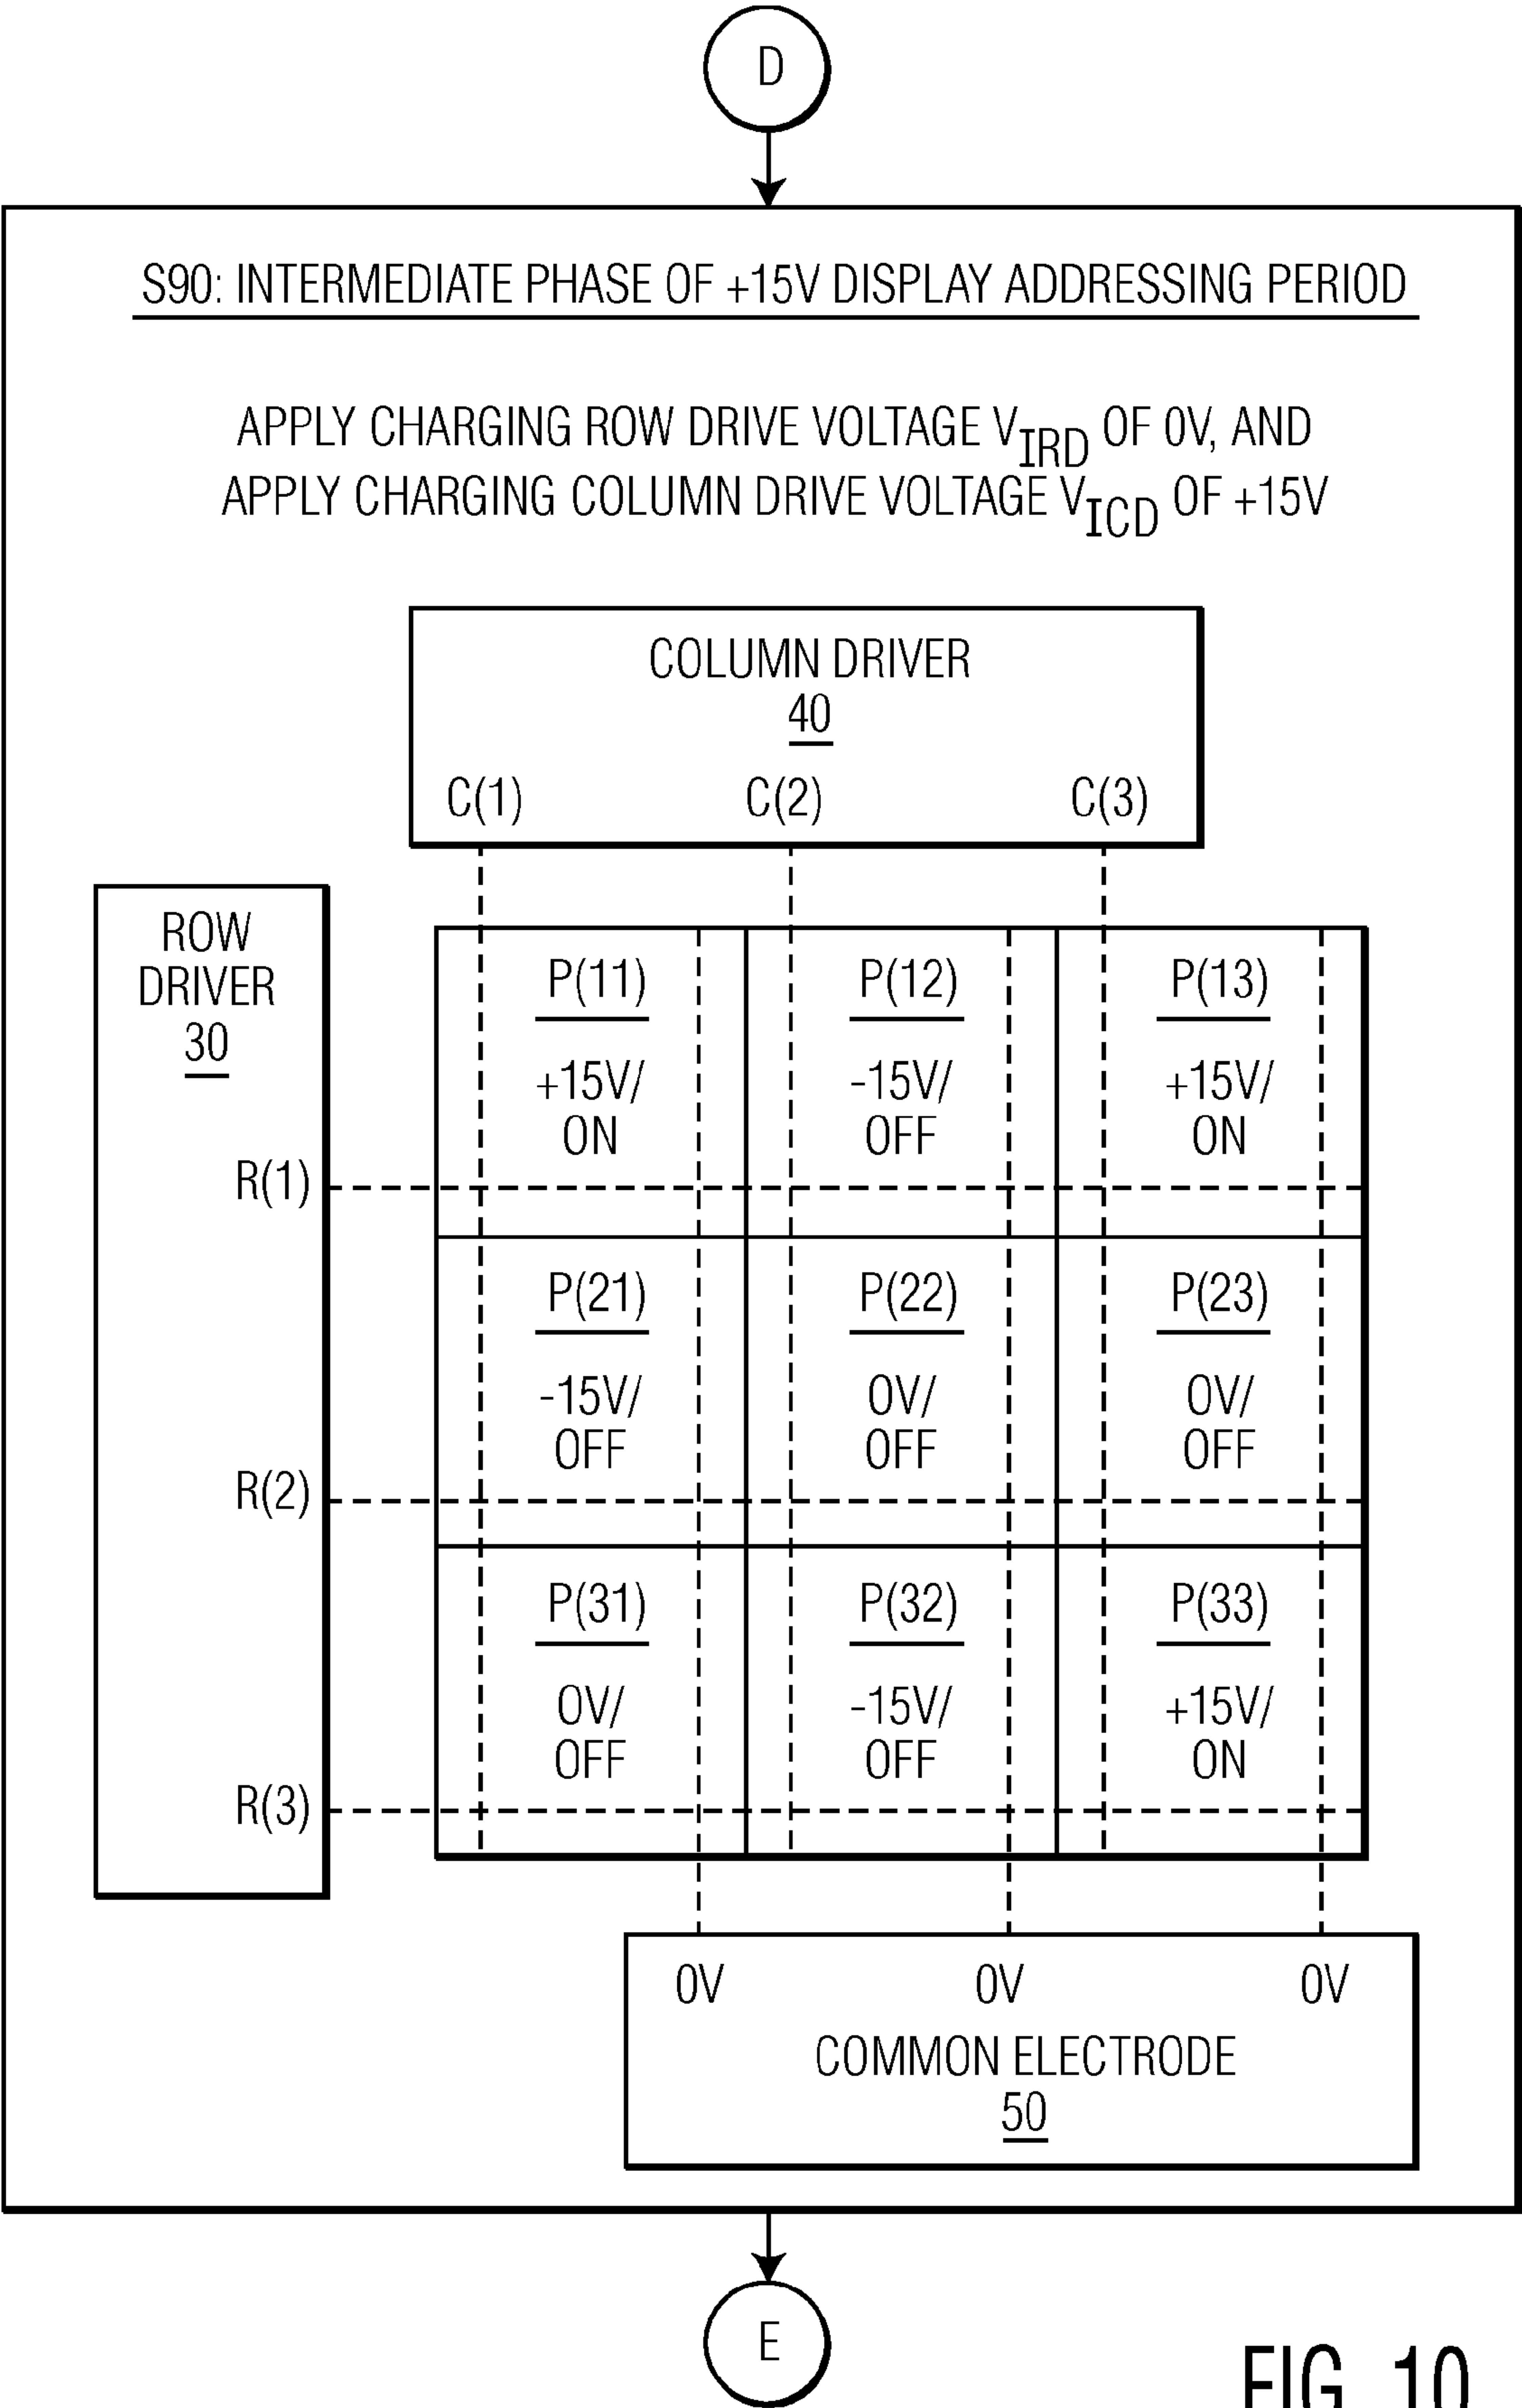 D
S90: INTERMEDIATE PHASE OF +15V DISPLAY ADDRESSING PERIOD
APPLY CHARGING ROW DRIVE VOLTAGE VIRD OF 0V, AND
APPLY CHARGING COLUMN DRIVE VOLTAGE VICD OF +15V
COLUMN DRIVER
40
C(1) C(2) C(3)
ROW
DRIVER
30
P(11) P(12) P(13)
+15V/ -15V/ +15V/
ON OFF ON
R(1)
P(21) P(22) P(23)
-15V/ 0V/ 0V/
OFF OFF OFF
R(2)
P(31) P(32) P(33)
0V/ -15V/ +15V/
OFF OFF ON
R(3)
0V 0V 0V
COMMON ELECTRODE
50
E
FIG. 10